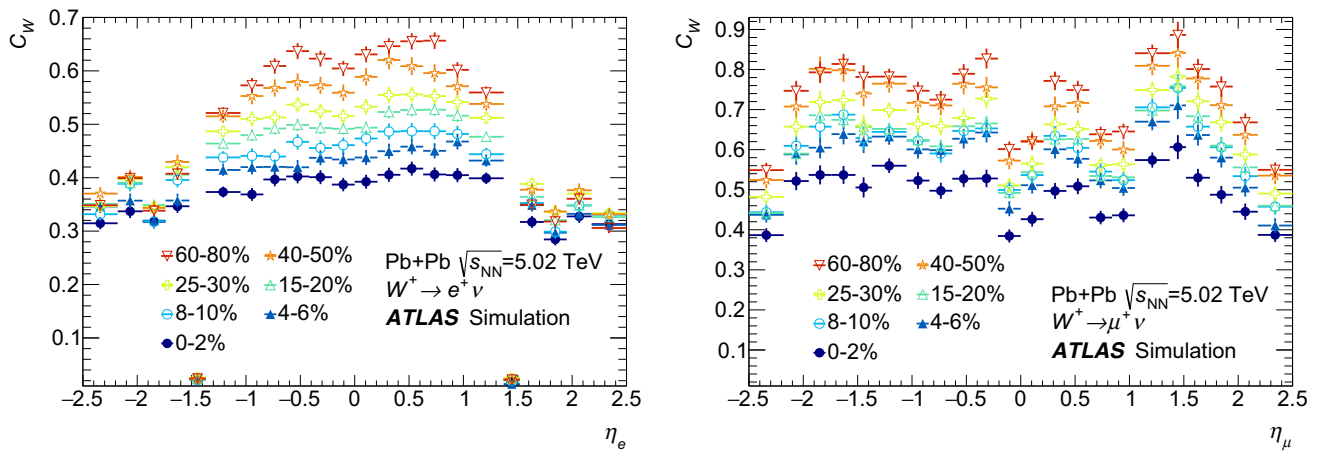 C_W
0.7
0.6
0.5
0.4
0.3
0.2
0.1
60-80% 40-50%
25-30% 15-20%
8-10% 4-6%
0-2%
Pb+Pb √s_NN=5.02 TeV
W⁺→ e⁺ν
ATLAS Simulation
−2.5 −2 −1.5 −1 −0.5 0 0.5 1 1.5 2 2.5
η_e
C_W
0.9
0.8
0.7
0.6
0.5
0.4
0.3
0.2
0.1
60-80% 40-50%
25-30% 15-20%
8-10% 4-6%
0-2%
Pb+Pb √s_NN=5.02 TeV
W⁺→μ⁺ν
ATLAS Simulation
−2.5 −2 −1.5 −1 −0.5 0 0.5 1 1.5 2 2.5
η_μ